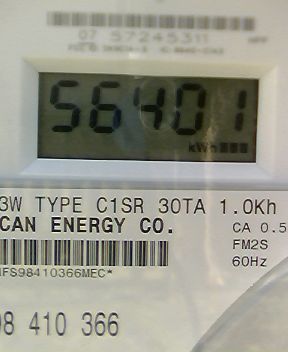 07 57245311
56401
kWh
3W TYPE C1SR 30TA 1.0Kh
CAN ENERGY CO.
CA 0.5
FM2S
60Hz
NFS98410366MEC*
98 410 366